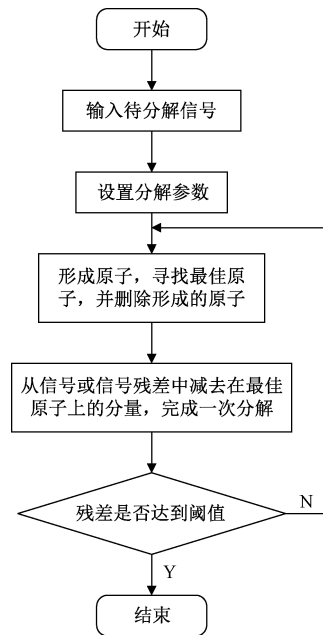 开始
输入待分解信号
设置分解参数
形成原子，寻找最佳原
子，并删除形成的原子
从信号或信号残差中减去在最佳
原子上的分量，完成一次分解
残差是否达到阈值
N
Y
结束